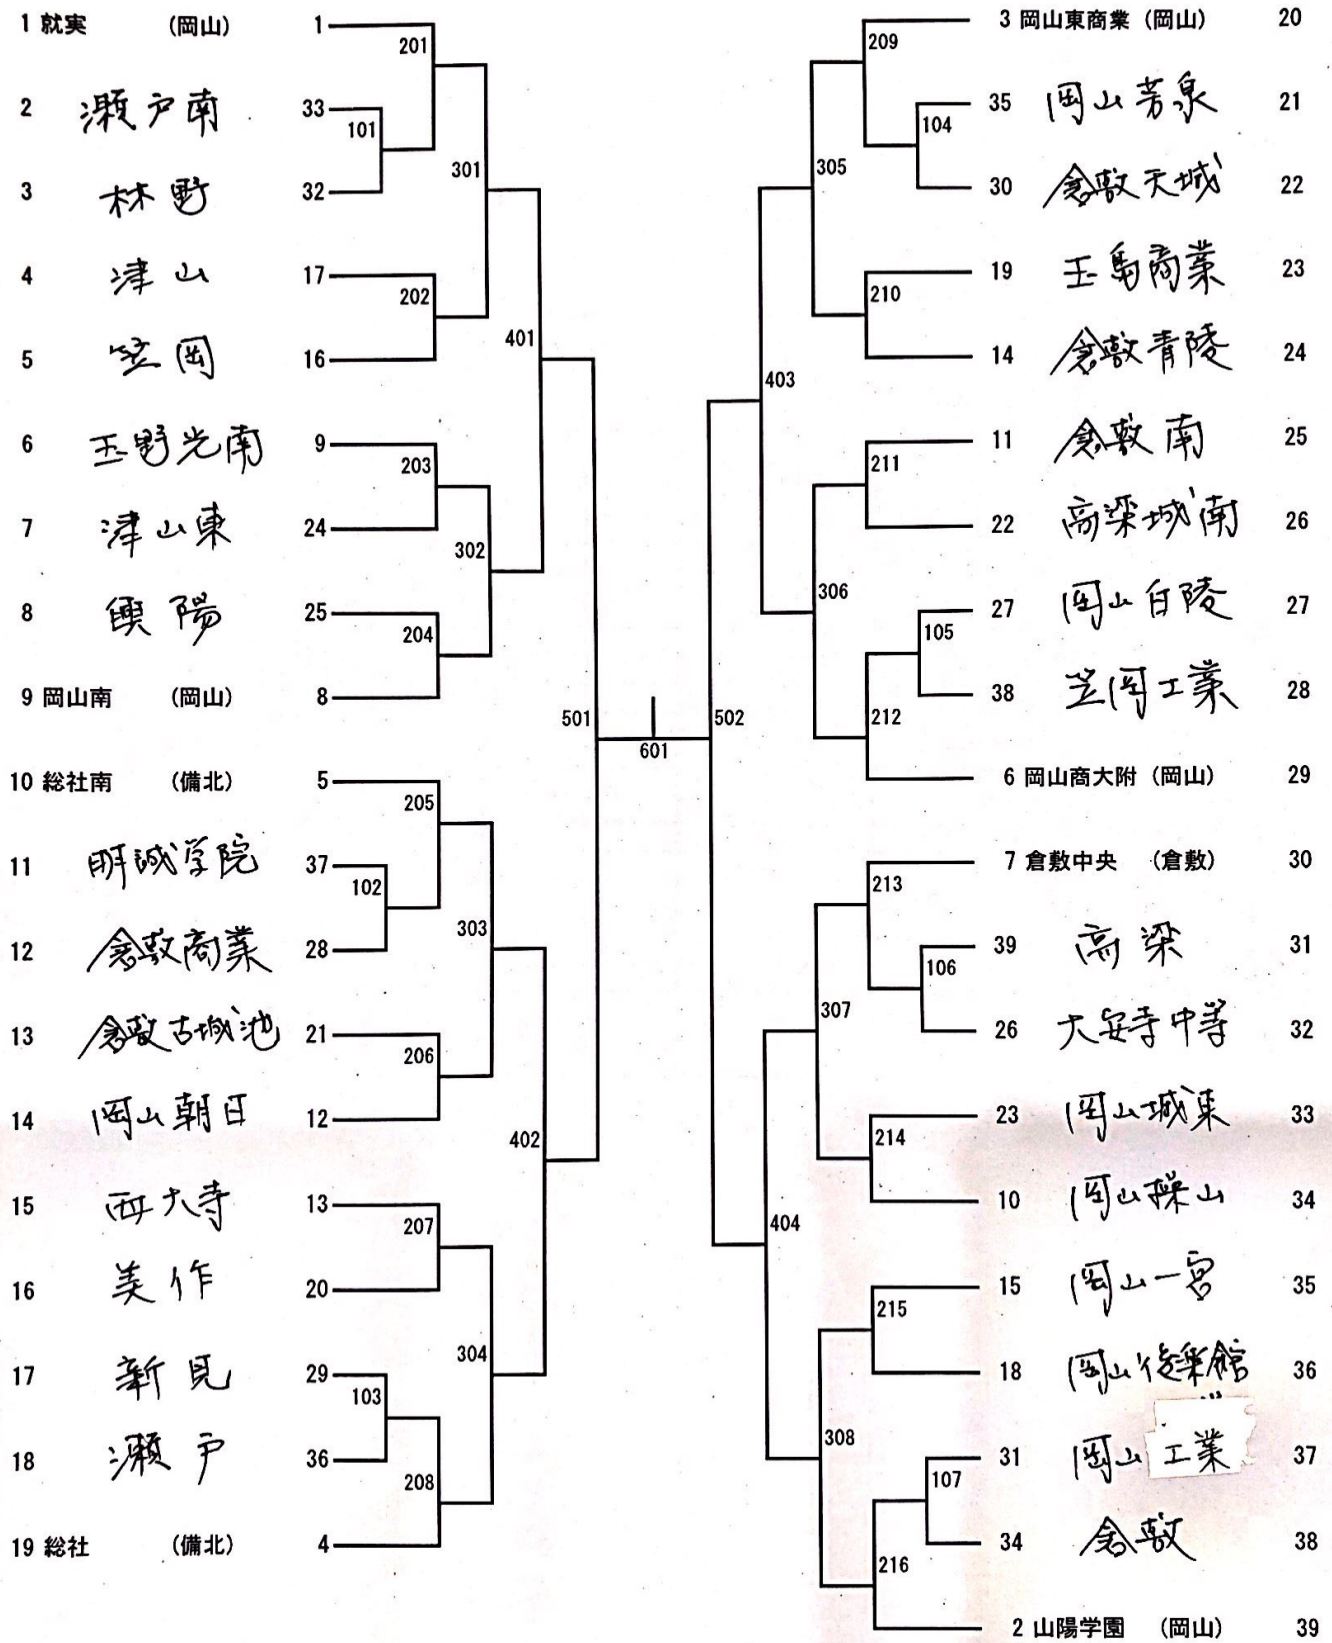 1 就実 (岡山) 1
201
2 瀬戸南 33
101
3 林野 32
301
4 津山 17
202
5 笠岡 16
401
6 玉野光南 9
203
7 津山東 24
302
8 興陽 25
204
9 岡山南 (岡山) 8
501
601
10 総社南 (備北) 5
205
11 明誠学院 37
102
12 倉敷商業 28
303
13 倉敷古城池 21
206
14 岡山朝日 12
402
15 西大寺 13
207
16 美作 20
304
17 新見 29
103
18 瀬戸 36
208
19 総社 (備北) 4
3 岡山東商業 (岡山) 20
209
35 岡山芳泉 21
104
30 倉敷天城 22
305
19 玉島商業 23
210
14 倉敷青陵 24
403
11 倉敷南 25
211
22 高梁城南 26
306
27 岡山白陵 27
105
38 笠岡工業 28
212
502
6 岡山商大附 (岡山) 29
7 倉敷中央 (倉敷) 30
213
39 高梁 31
106
26 大安寺中等 32
307
23 岡山城東 33
214
10 岡山操山 34
404
15 岡山一宮 35
215
18 岡山後楽館 36
308
31 岡山工業 37
107
34 倉敷 38
216
2 山陽学園 (岡山) 39